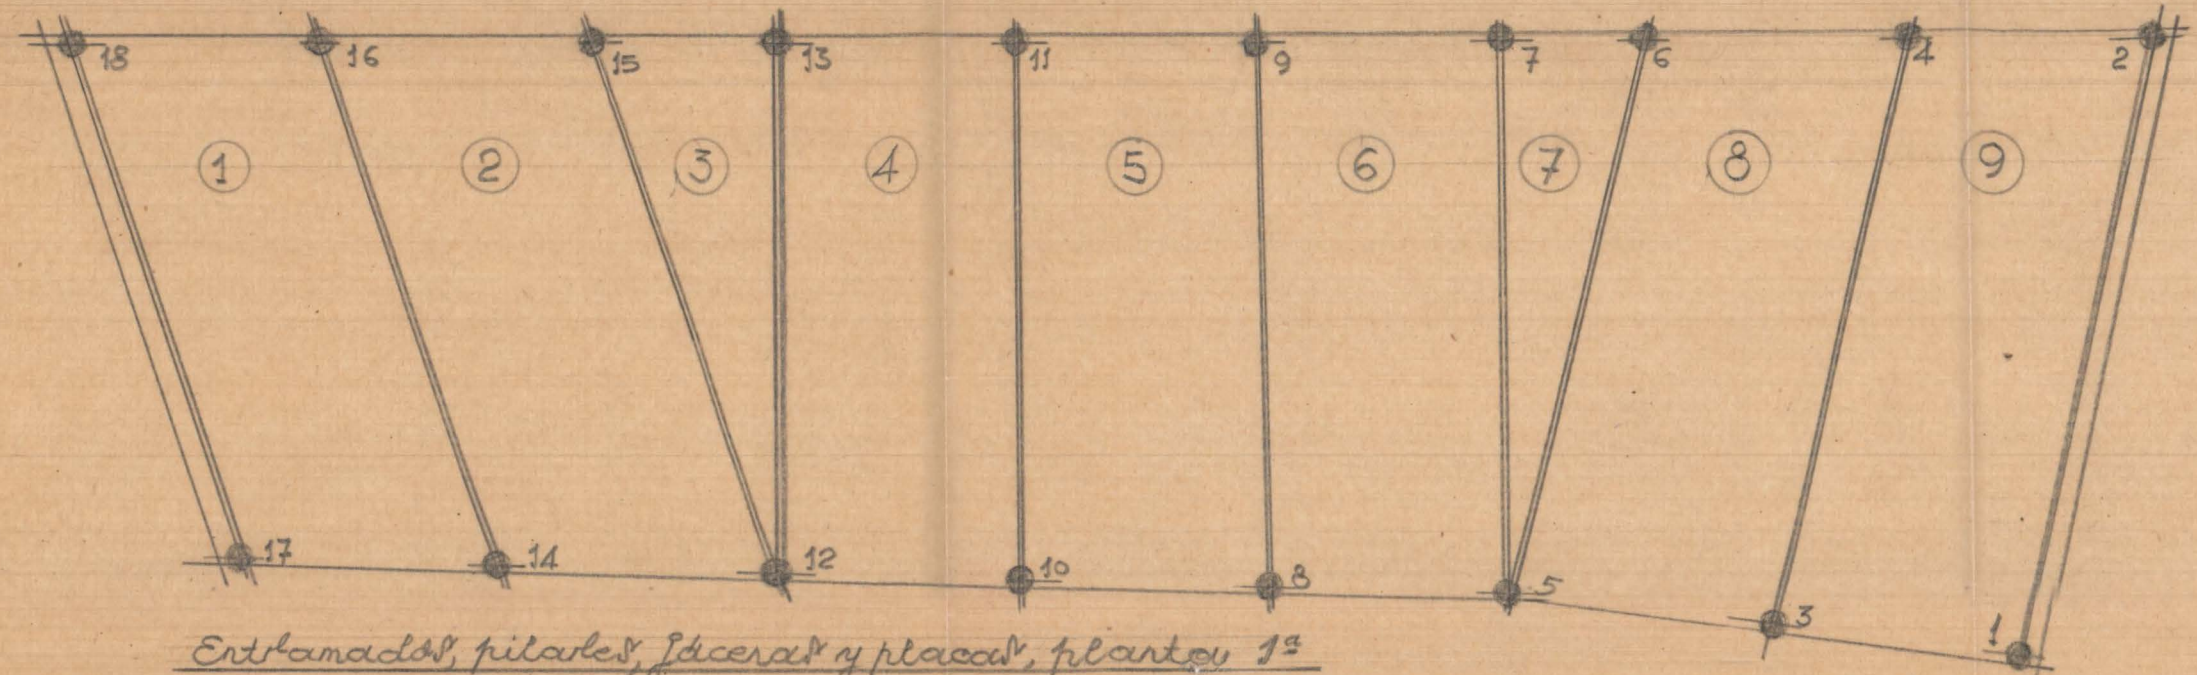 18 16 15 13 11 9 7 6 4 2
1 2 3 4 5 6 7 8 9
17 14 12 10 8 5 3 1
Entramados, pilares, jácenas y placas, planta 1ª